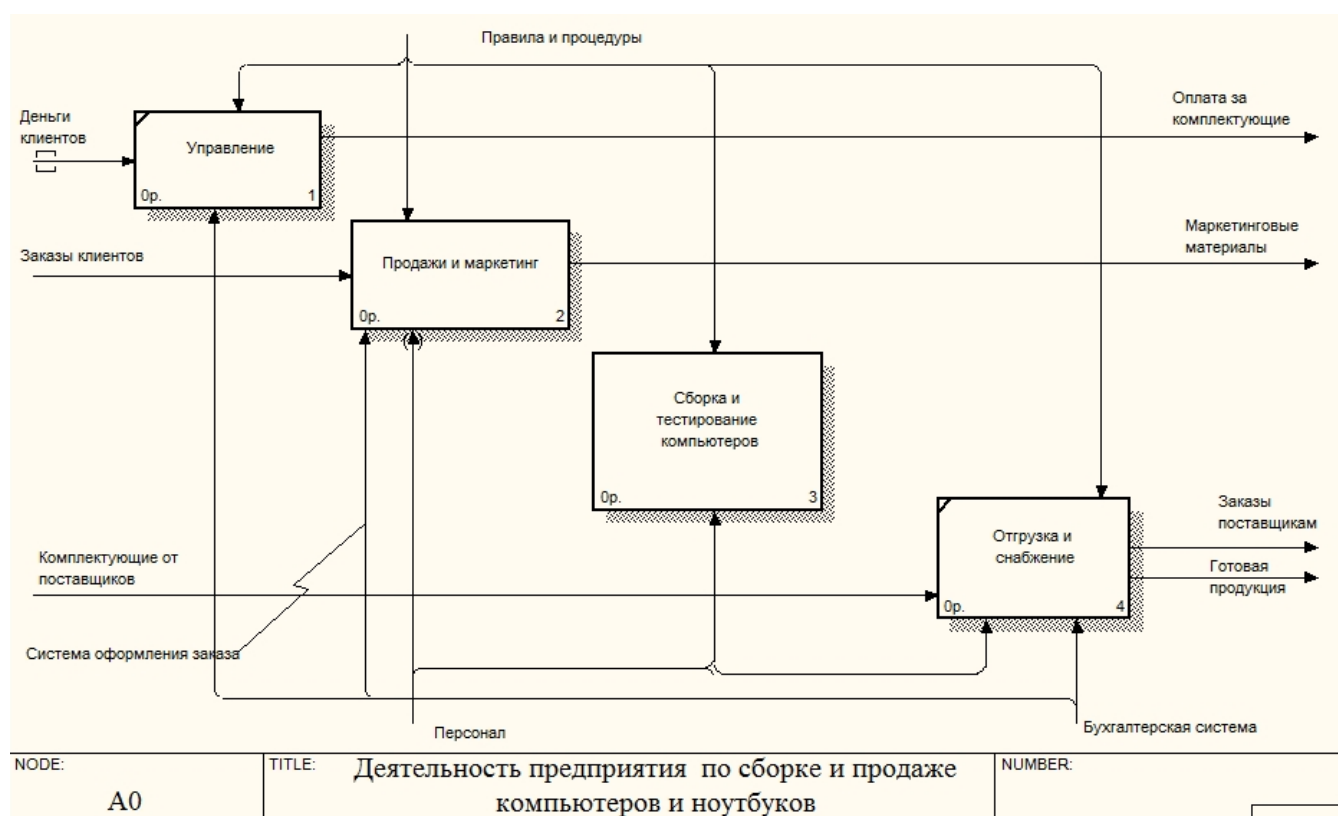 Правила и процедуры
Деньги
клиентов
Оплата за
комплектующие
Управление
0р.
1
Заказы клиентов
Маркетинговые
материалы
Продажи и маркетинг
0р.
2
Сборка и
тестирование
компьютеров
0р.
3
Заказы
поставщикам
Отгрузка и
снабжение
Готовая
продукция
0р.
4
Комплектующие от
поставщиков
Система оформления заказа
Персонал
Бухгалтерская система
NODE:
A0
TITLE:
Деятельность предприятия по сборке и продаже
компьютеров и ноутбуков
NUMBER: